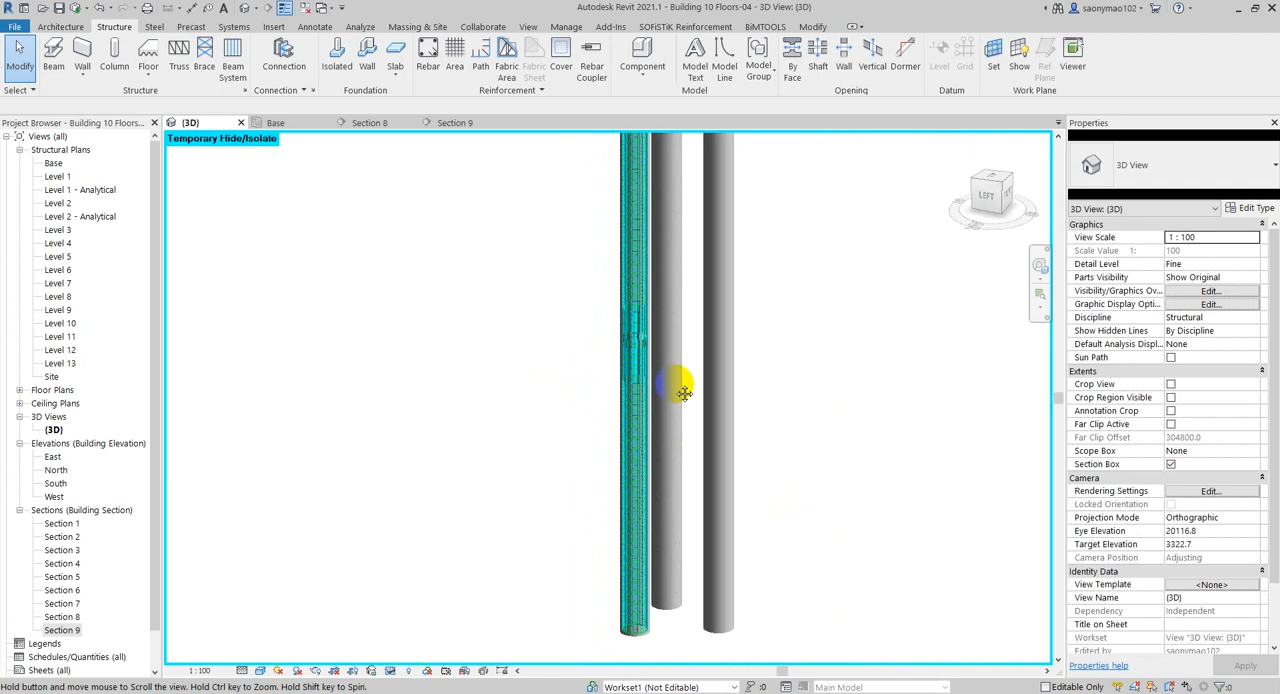 Autodesk Revit 2021.1 - Building 10 Floors-04 - 3D View: {3D}
saonymao102
File Architecture Structure Steel Precast Systems Insert Annotate Analyze Massing & Site Collaborate View Manage Add-Ins SOFiSTiK Reinforcement BiMTOOLS Modify
Modify Beam Wall Column Floor Truss Brace Beam System Connection Isolated Wall Slab Rebar Area Path Fabric Area Fabric Sheet Cover Rebar Coupler Component Model Text Model Line Model Group By Face Shaft Wall Vertical Dormer Level Grid Set Show Ref Plane Viewer
Select Structure Connection Foundation Reinforcement Model Opening Datum Work Plane
Project Browser - Building 10 Floors...
{3D} Base Section 8 Section 9
Properties
Views (all)
Structural Plans
Base
Level 1
Level 1 - Analytical
Level 2
Level 2 - Analytical
Level 3
Level 4
Level 5
Level 6
Level 7
Level 8
Level 9
Level 10
Level 11
Level 12
Level 13
Site
Floor Plans
Ceiling Plans
3D Views
{3D}
Elevations (Building Elevation)
East
North
South
West
Sections (Building Section)
Section 1
Section 2
Section 3
Section 4
Section 5
Section 6
Section 7
Section 8
Section 9
Legends
Schedules/Quantities (all)
Sheets (all)
Temporary Hide/Isolate
LEFT
3D View
3D View: {3D} Edit Type
Graphics
View Scale 1 : 100
Scale Value 1: 100
Detail Level Fine
Parts Visibility Show Original
Visibility/Graphics Ov... Edit...
Graphic Display Opti... Edit...
Discipline Structural
Show Hidden Lines By Discipline
Default Analysis Displ... None
Sun Path
Extents
Crop View
Crop Region Visible
Annotation Crop
Far Clip Active
Far Clip Offset 304800.0
Scope Box None
Section Box
Camera
Rendering Settings Edit...
Locked Orientation
Projection Mode Orthographic
Eye Elevation 20116.8
Target Elevation 3322.7
Camera Position Adjusting
Identity Data
View Template <None>
View Name {3D}
Dependency Independent
Title on Sheet
Workset View "3D View: {3D}"
Edited by saonymao102
Properties help Apply
1 : 100
Hold button and move mouse to Scroll the view. Hold Ctrl key to Zoom. Hold Shift key to Spin.
Workset1 (Not Editable) :0 Main Model Editable Only :0